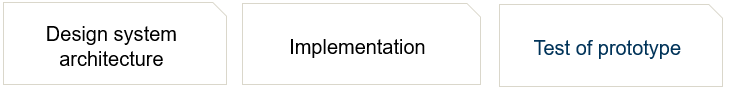 Design system
architecture
Implementation
Test of prototype